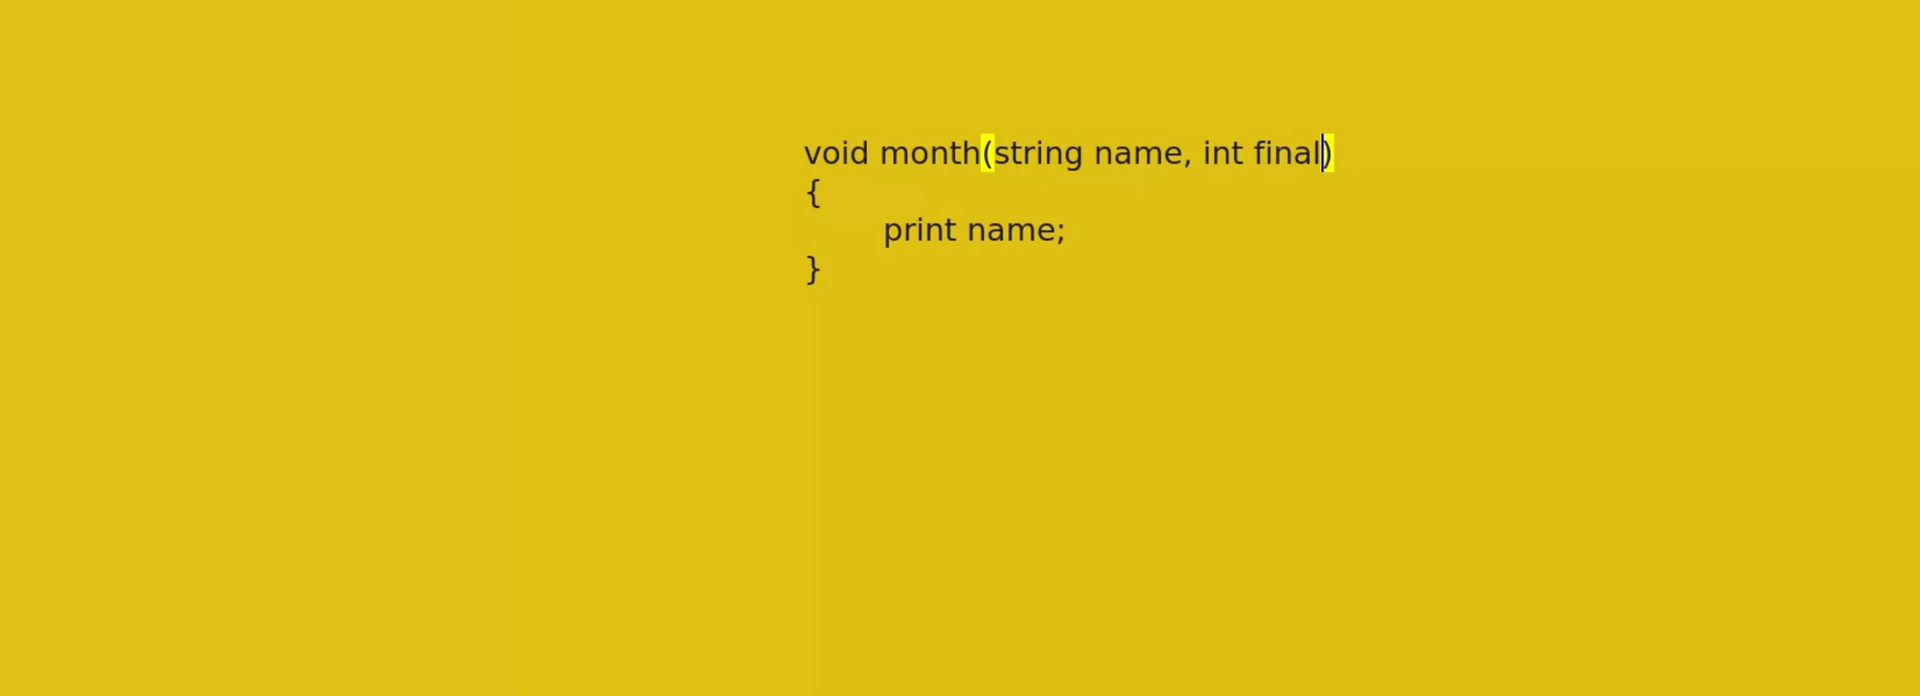 void month(string name, int final)
{
print name;
}